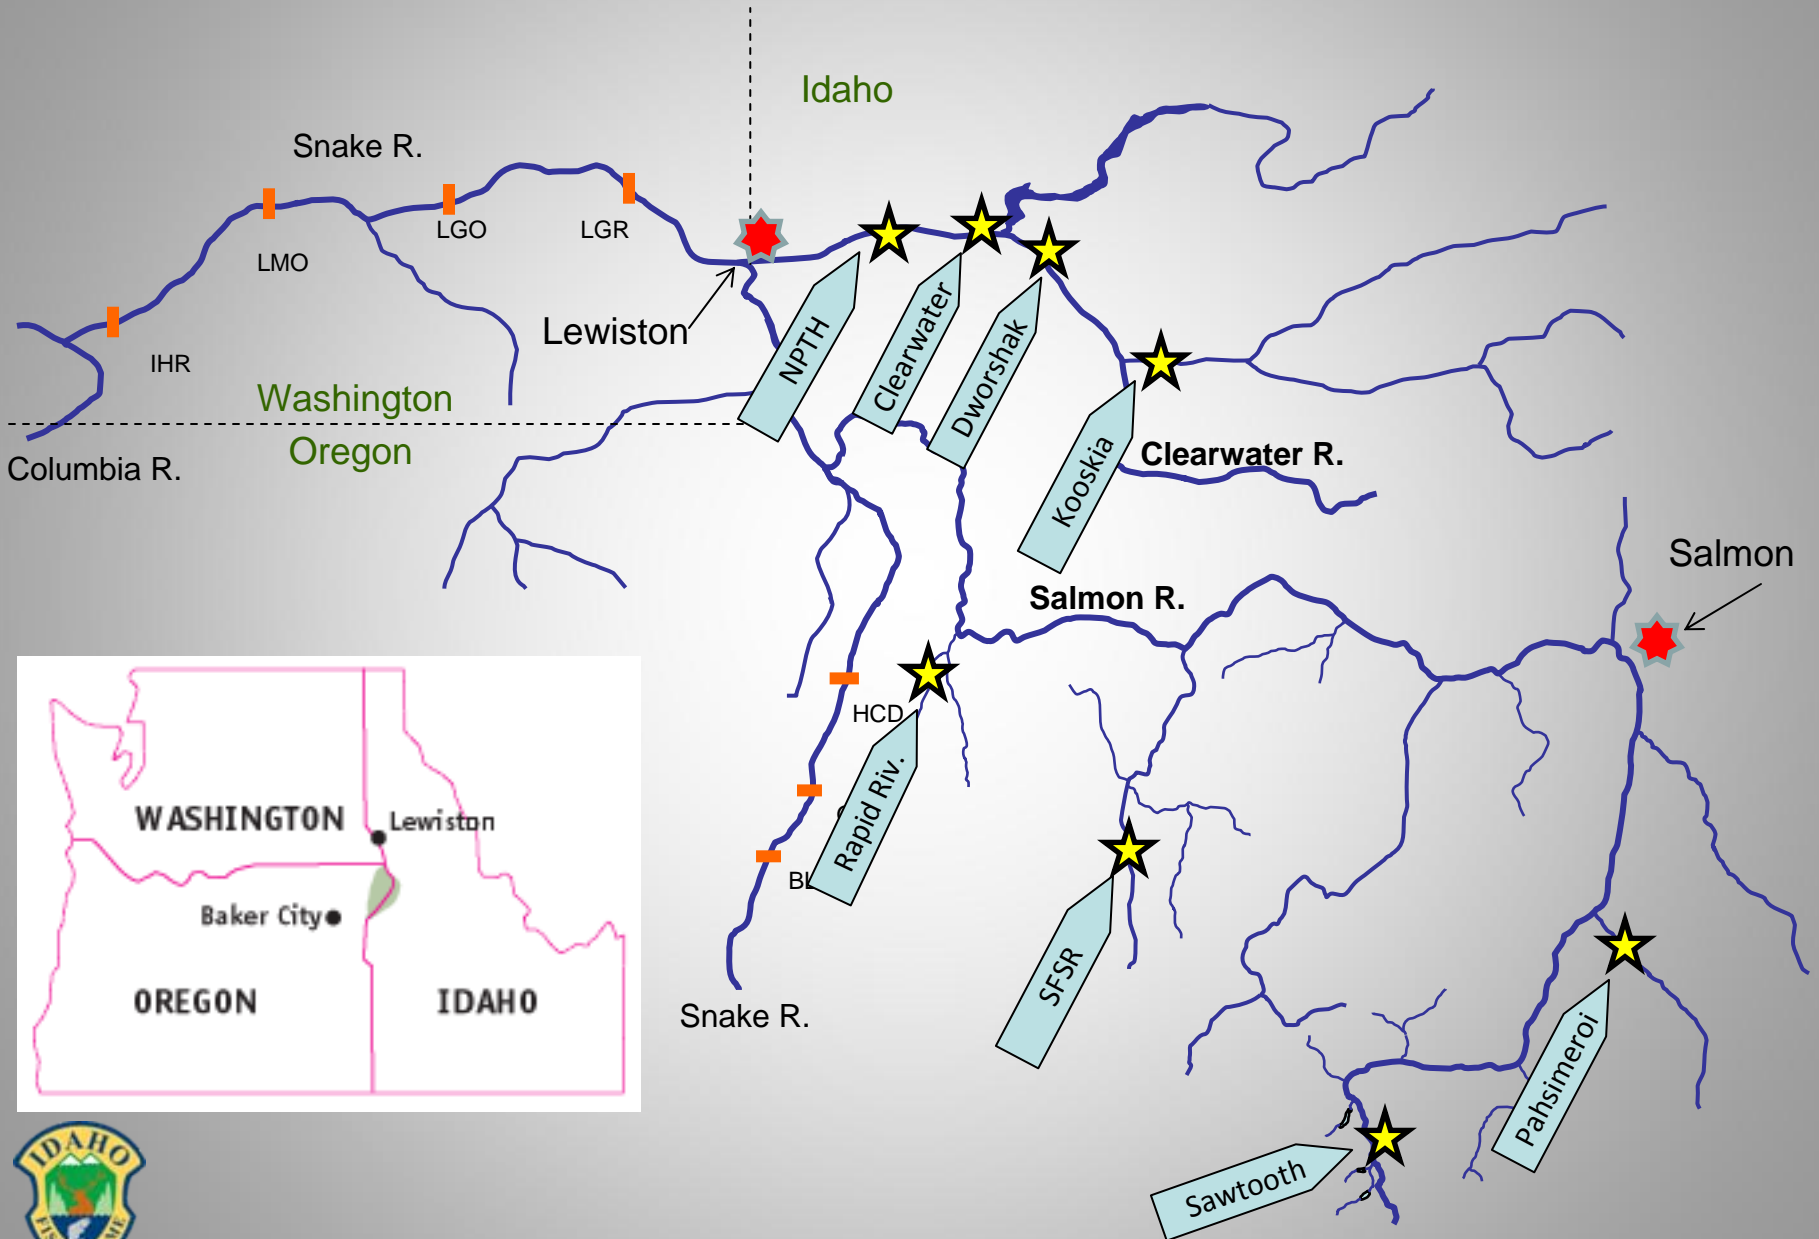 Idaho
Snake R.
LGO
LGR
LMO
Lewiston
IHR
Washington
Oregon
Columbia R.
NPTH
Clearwater
Dworshak
Kooskia
Clearwater R.
Salmon
Salmon R.
HCD
Rapid Riv.
SFSR
Snake R.
Pahsimeroi
Sawtooth
WASHINGTON
Lewiston
Baker City
OREGON
IDAHO
IDAHO